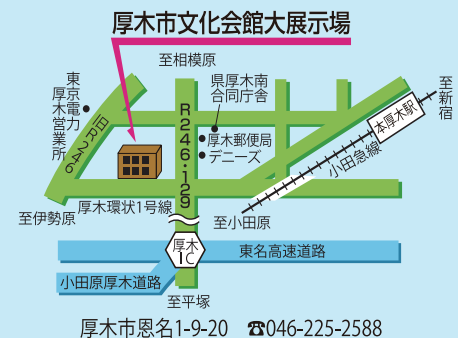 厚木市文化会館大展示場
至相模原
県厚木南
合同庁舎
東京電力
厚木営業所
旧R246
R246・129
厚木郵便局
デニーズ
至新宿
本厚木駅
小田急線
厚木環状1号線
至伊勢原
至小田原
厚木
IC
東名高速道路
小田原厚木道路
至平塚
厚木市恩名1-9-20 ☎046-225-2588